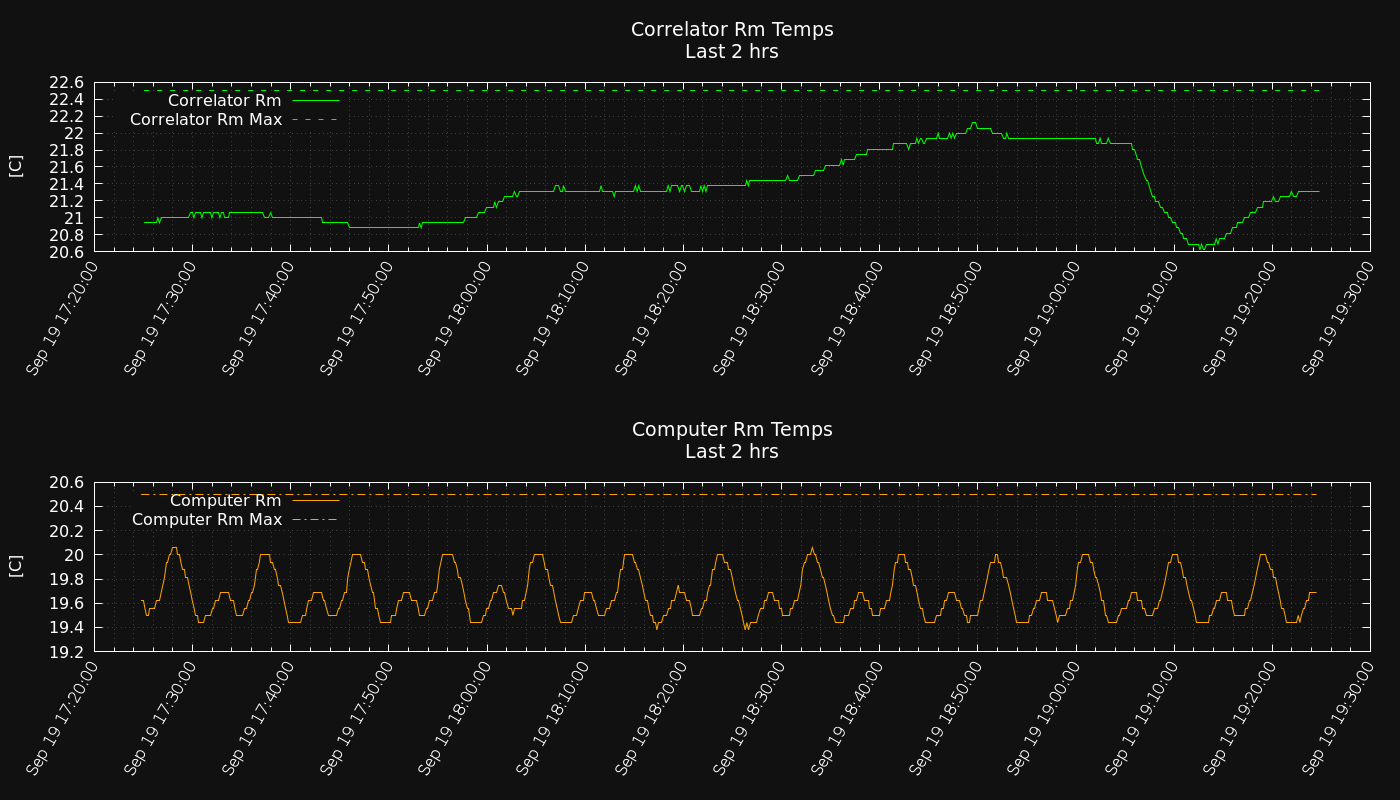 Correlator Rm Temps
Last 2 hrs
[C]
22.6
22.4
22.2
22
21.8
21.6
21.4
21.2
21
20.8
20.6
Correlator Rm
Correlator Rm Max
Sep 19 17:20:00
Sep 19 17:30:00
Sep 19 17:40:00
Sep 19 17:50:00
Sep 19 18:00:00
Sep 19 18:10:00
Sep 19 18:20:00
Sep 19 18:30:00
Sep 19 18:40:00
Sep 19 18:50:00
Sep 19 19:00:00
Sep 19 19:10:00
Sep 19 19:20:00
Sep 19 19:30:00
Computer Rm Temps
Last 2 hrs
[C]
20.6
20.4
20.2
20
19.8
19.6
19.4
19.2
Computer Rm
Computer Rm Max
Sep 19 17:20:00
Sep 19 17:30:00
Sep 19 17:40:00
Sep 19 17:50:00
Sep 19 18:00:00
Sep 19 18:10:00
Sep 19 18:20:00
Sep 19 18:30:00
Sep 19 18:40:00
Sep 19 18:50:00
Sep 19 19:00:00
Sep 19 19:10:00
Sep 19 19:20:00
Sep 19 19:30:00